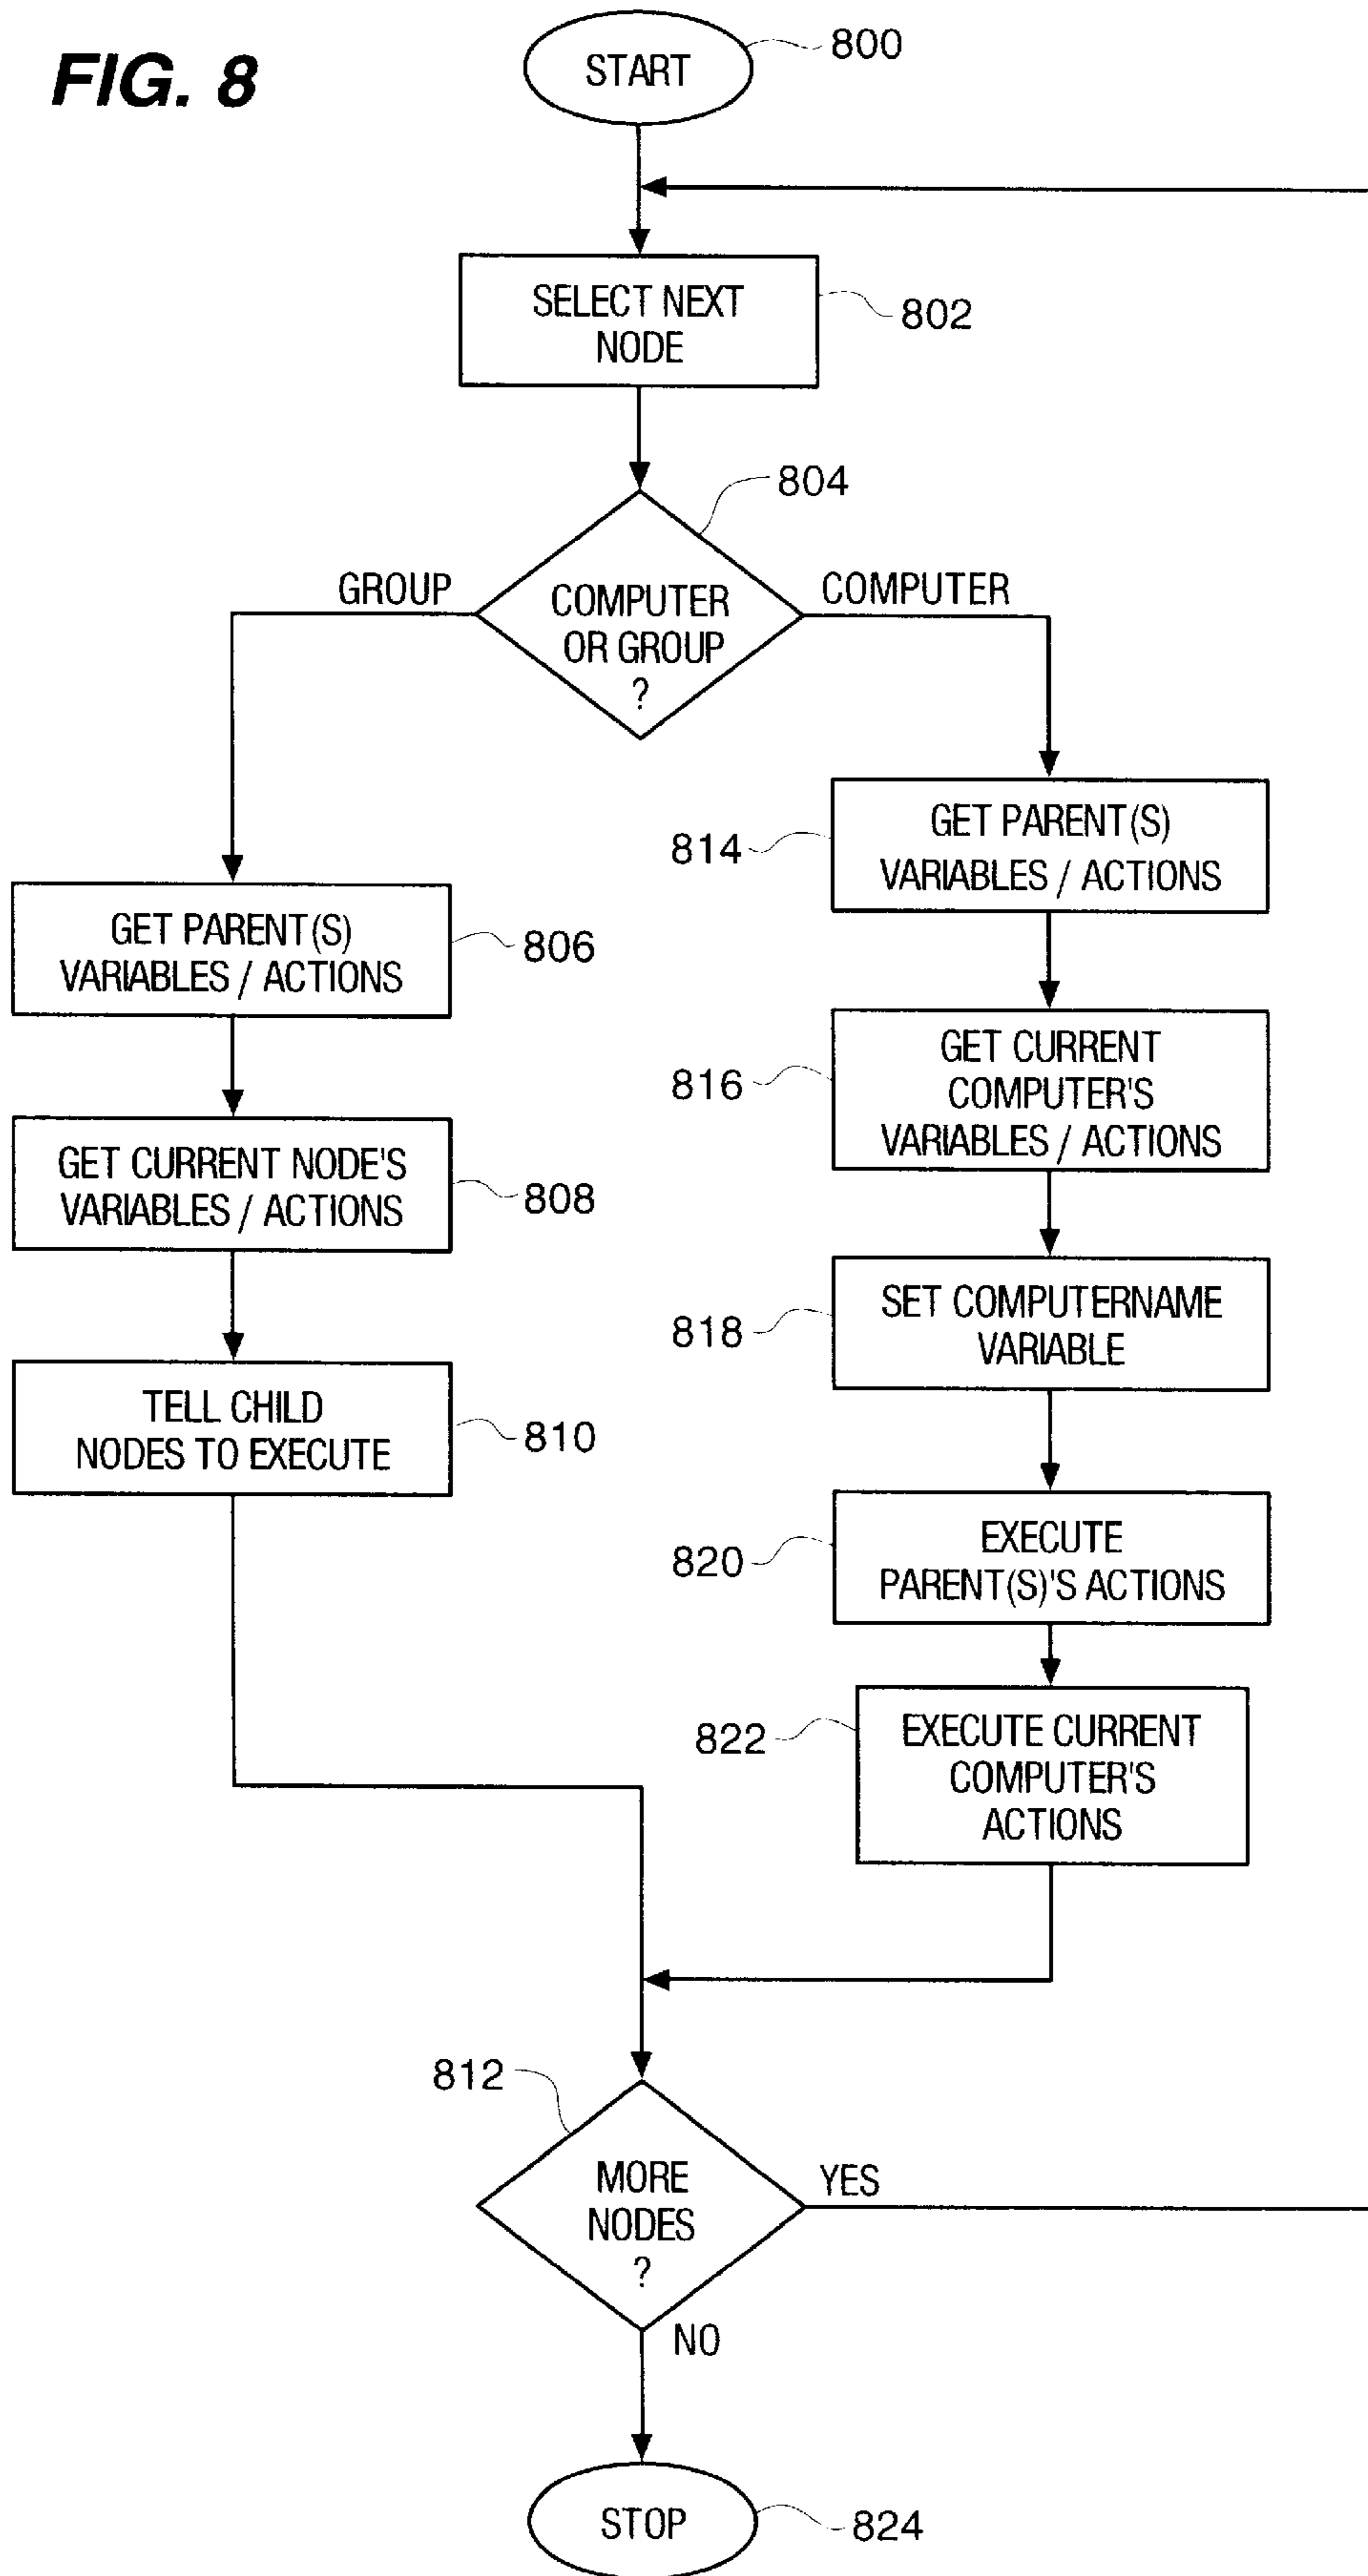 FIG. 8
START
800
SELECT NEXT
NODE
802
804
GROUP
COMPUTER
OR GROUP
?
COMPUTER
GET PARENT(S)
VARIABLES / ACTIONS
814
GET PARENT(S)
VARIABLES / ACTIONS
806
GET CURRENT
COMPUTER'S
VARIABLES / ACTIONS
816
GET CURRENT NODE'S
VARIABLES / ACTIONS
808
SET COMPUTERNAME
VARIABLE
818
TELL CHILD
NODES TO EXECUTE
810
EXECUTE
PARENT(S)'S ACTIONS
820
EXECUTE CURRENT
COMPUTER'S
ACTIONS
822
812
MORE
NODES
?
YES
NO
STOP
824